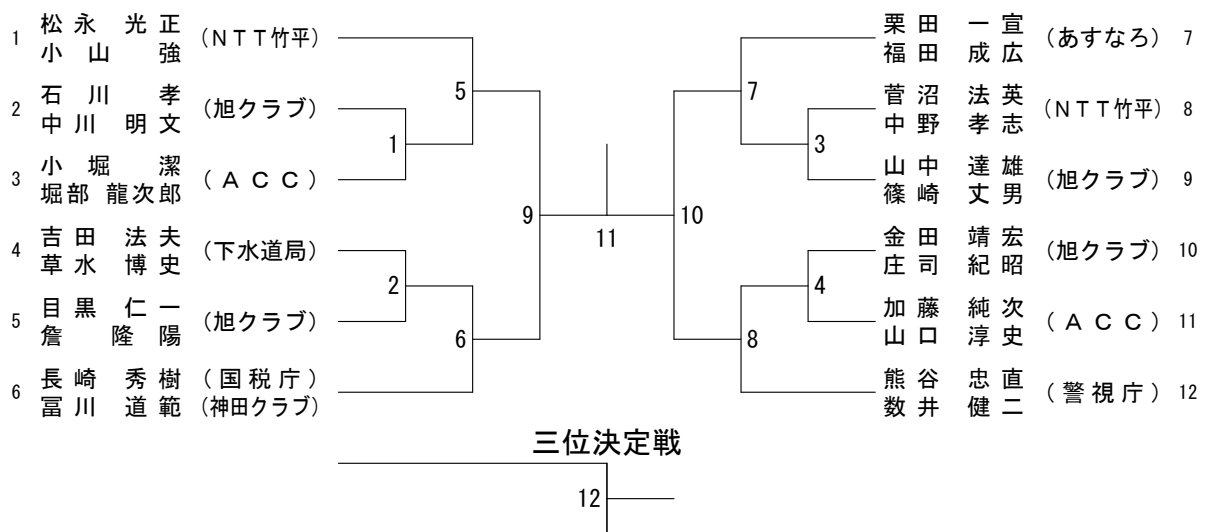 1 松永 光正 (NTT竹平)
小山 強
2 石川 孝 (旭クラブ)
中川 明文
3 小堀 潔 (ACC)
堀部 龍次郎
4 吉田 法夫 (下水道局)
草水 博史
5 目黒 仁一 (旭クラブ)
詹 隆陽
6 長崎 秀樹 (国税庁)
冨川 道範 (神田クラブ)
5
1
9
2
6
11
7
3
10
4
8
栗田 一宣 (あすなろ) 7
福田 成広
菅沼 法英 (NTT竹平) 8
中野 孝志
山中 達雄 (旭クラブ) 9
篠崎 丈男
金田 靖宏 (旭クラブ) 10
庄司 紀昭
加藤 純次 (ACC) 11
山口 淳史
熊谷 忠直 (警視庁) 12
数井 健二
三位決定戦
12